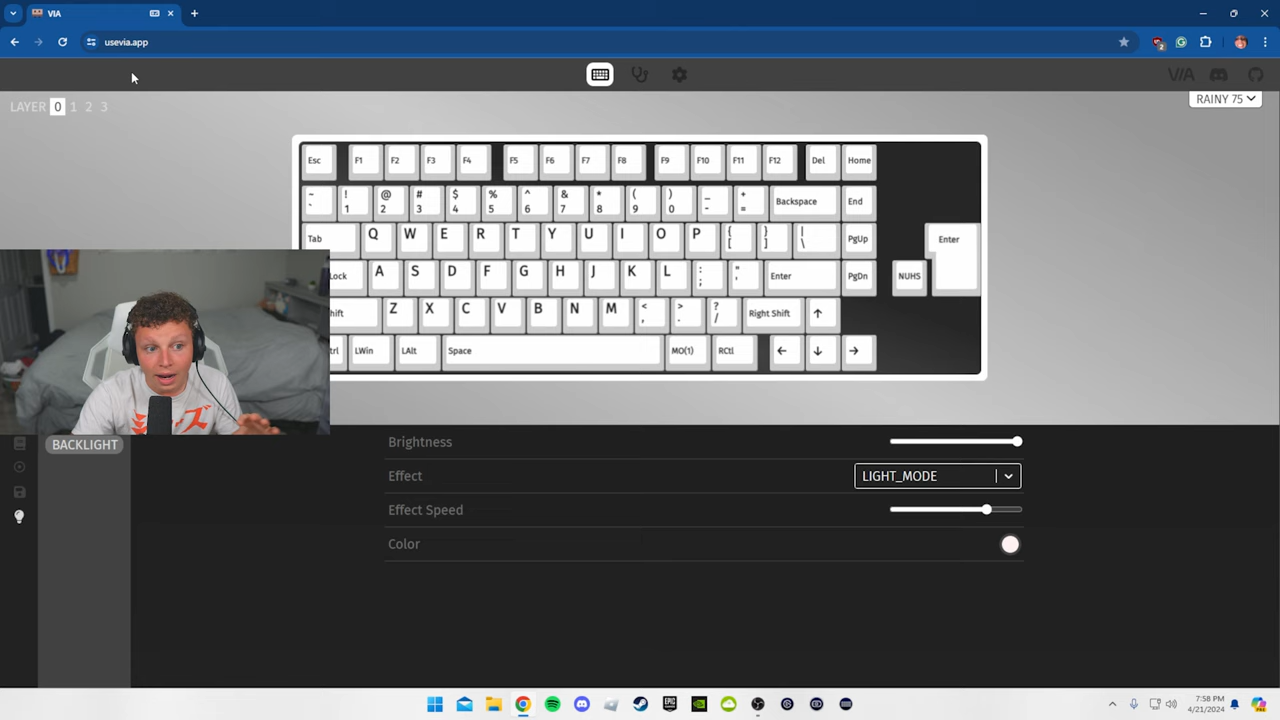 VIA
usevia.app
VIA
LAYER 0 1 2 3
RAINY 75
Esc F1 F2 F3 F4 F5 F6 F7 F8 F9 F10 F11 F12 Del Home
~ ! @ # $ % ^ & * ( ) _ + Backspace End
` 1 2 3 4 5 6 7 8 9 0 - =
Tab Q W E R T Y U I O P { } | PgUp Enter
[ ] \
Lock A S D F G H J K L : " Enter PgDn NUHS
; '
hift Z X C V B N M < > ? Right Shift ↑
, . /
trl LWin LAlt Space MO(1) RCtl ← ↓ →
BACKLIGHT
Brightness
Effect LIGHT_MODE
Effect Speed
Color
7:58 PM
4/21/2024